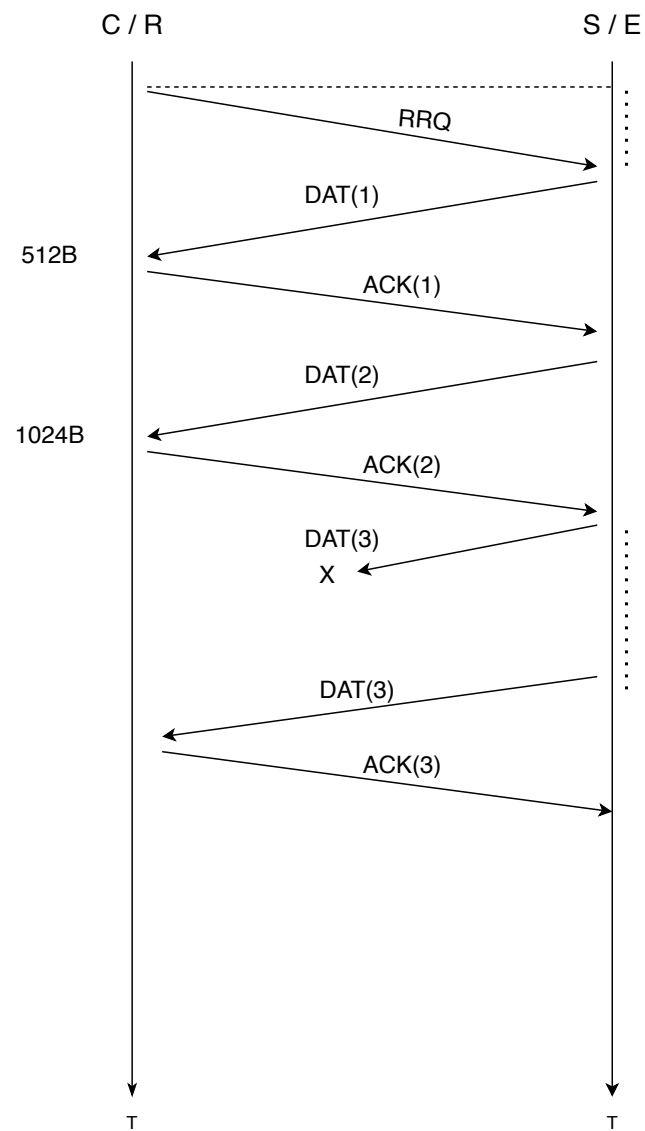 C / R
S / E
RRQ
DAT(1)
512B
ACK(1)
DAT(2)
1024B
ACK(2)
DAT(3)
X
DAT(3)
ACK(3)
T
T